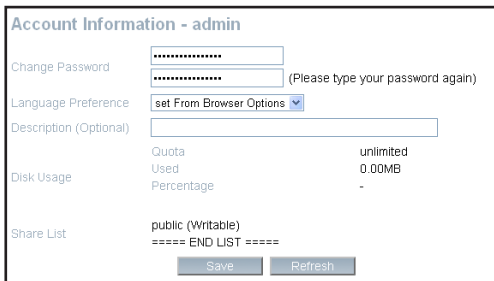 Account Information - admin
Change Password
•••••••••••••••
••••••••••••••• (Please type your password again)
Language Preference set From Browser Options
Description (Optional)
Disk Usage
Quota unlimited
Used 0.00MB
Percentage -
Share List
public (Writable)
===== END LIST =====
Save Refresh